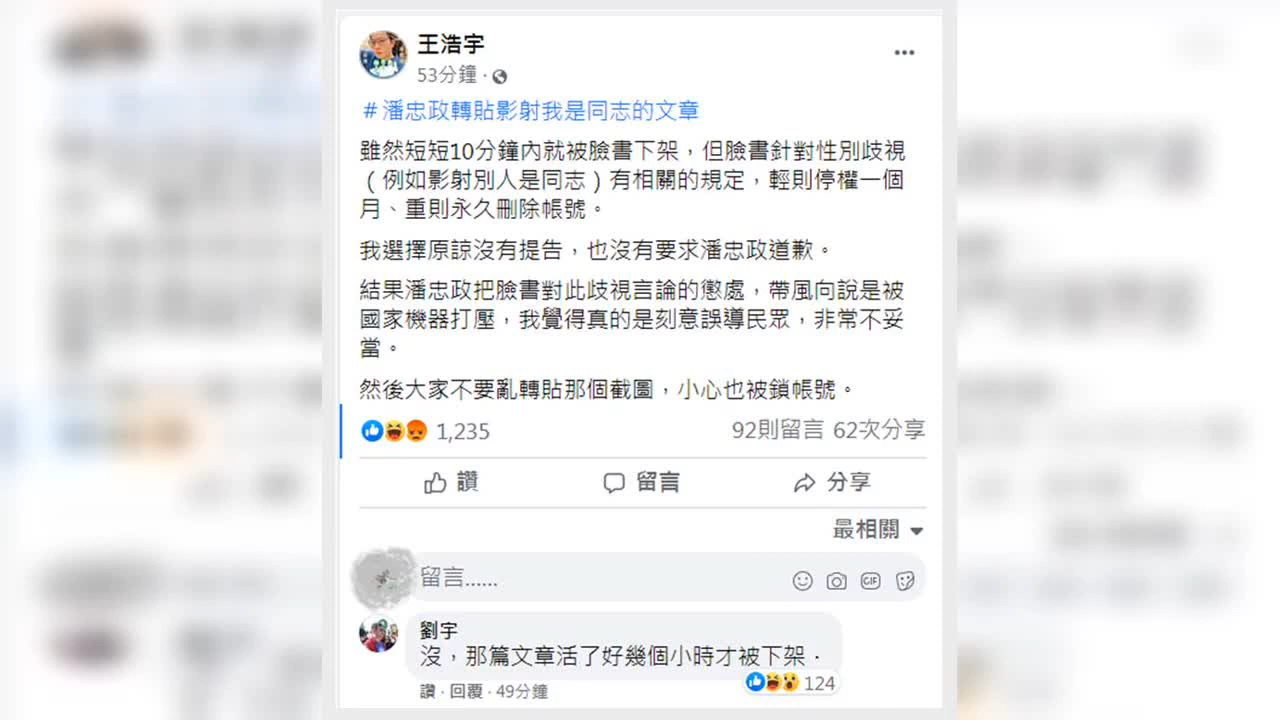 王浩宇
53分鐘 ·
#潘忠政轉貼影射我是同志的文章
雖然短短10分鐘內就被臉書下架，但臉書針對性別歧視
（例如影射別人是同志）有相關的規定，輕則停權一個
月、重則永久刪除帳號。
我選擇原諒沒有提告，也沒有要求潘忠政道歉。
結果潘忠政把臉書對此歧視言論的懲處，帶風向說是被
國家機器打壓，我覺得真的是刻意誤導民眾，非常不妥
當。
然後大家不要亂轉貼那個截圖，小心也被鎖帳號。
1,235 92則留言 62次分享
讚 留言 分享
最相關
留言...... GIF
劉宇
沒，那篇文章活了好幾個小時才被下架．
124
讚 · 回覆 · 49分鐘